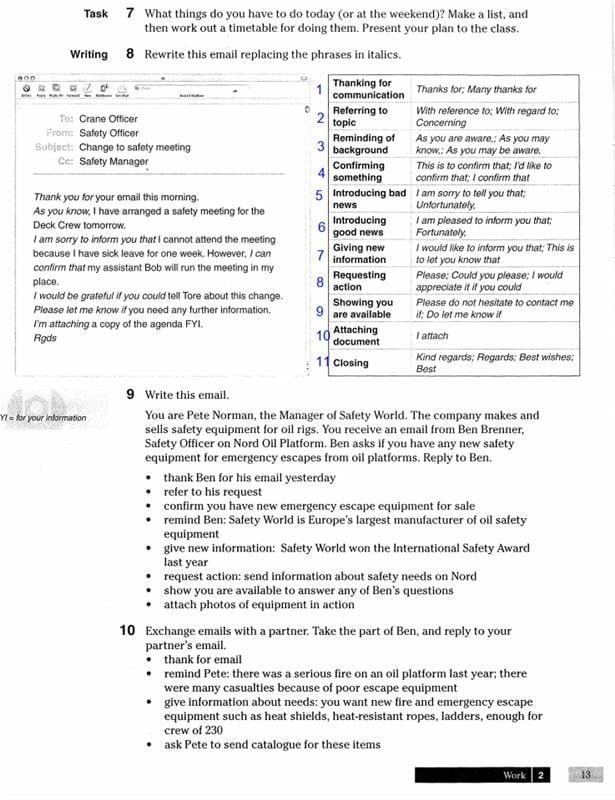 Task 7 What things do you have to do today (or at the weekend)? Make a list, and
then work out a timetable for doing them. Present your plan to the class.
Writing 8 Rewrite this email replacing the phrases in italics.
To: Crane Officer
From: Safety Officer
Subject: Change to safety meeting
Cc: Safety Manager
Thank you for your email this morning.
As you know, I have arranged a safety meeting for the
Deck Crew tomorrow.
I am sorry to inform you that I cannot attend the meeting
because I have sick leave for one week. However, I can
confirm that my assistant Bob will run the meeting in my
place.
I would be grateful if you could tell Tore about this change.
Please let me know if you need any further information.
I'm attaching a copy of the agenda FYI.
Rgds
1 Thanking for communication Thanks for; Many thanks for
2 Referring to topic With reference to; With regard to; Concerning
3 Reminding of background As you are aware,; As you may know,; As you may be aware,
4 Confirming something This is to confirm that; I'd like to confirm that; I confirm that
5 Introducing bad news I am sorry to tell you that; Unfortunately,
6 Introducing good news I am pleased to inform you that; Fortunately,
7 Giving new information I would like to inform you that; This is to let you know that
8 Requesting action Please; Could you please; I would appreciate it if you could
9 Showing you are available Please do not hesitate to contact me if; Do let me know if
10 Attaching document I attach
11 Closing Kind regards; Regards; Best wishes; Best
YI = for your information
9 Write this email.
You are Pete Norman, the Manager of Safety World. The company makes and
sells safety equipment for oil rigs. You receive an email from Ben Brenner,
Safety Officer on Nord Oil Platform. Ben asks if you have any new safety
equipment for emergency escapes from oil platforms. Reply to Ben.
• thank Ben for his email yesterday
• refer to his request
• confirm you have new emergency escape equipment for sale
• remind Ben: Safety World is Europe's largest manufacturer of oil safety
equipment
• give new information: Safety World won the International Safety Award
last year
• request action: send information about safety needs on Nord
• show you are available to answer any of Ben's questions
• attach photos of equipment in action
10 Exchange emails with a partner. Take the part of Ben, and reply to your
partner's email.
• thank for email
• remind Pete: there was a serious fire on an oil platform last year; there
were many casualties because of poor escape equipment
• give information about needs: you want new fire and emergency escape
equipment such as heat shields, heat-resistant ropes, ladders, enough for
crew of 230
• ask Pete to send catalogue for these items
Work 2 13